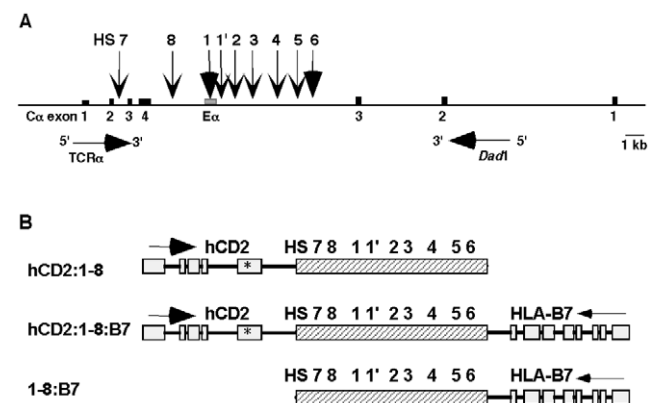 A
HS 7 8 1 1' 2 3 4 5 6
Cα exon 1 2 3 4 Eα 3 2 1
5' 3' 3' 5' 1 kb
TCRα Dad1
B
hCD2 HS 7 8 1 1' 2 3 4 5 6
hCD2:1-8 *
hCD2 HS 7 8 1 1' 2 3 4 5 6 HLA-B7
hCD2:1-8:B7 *
HS 7 8 1 1' 2 3 4 5 6 HLA-B7
1-8:B7